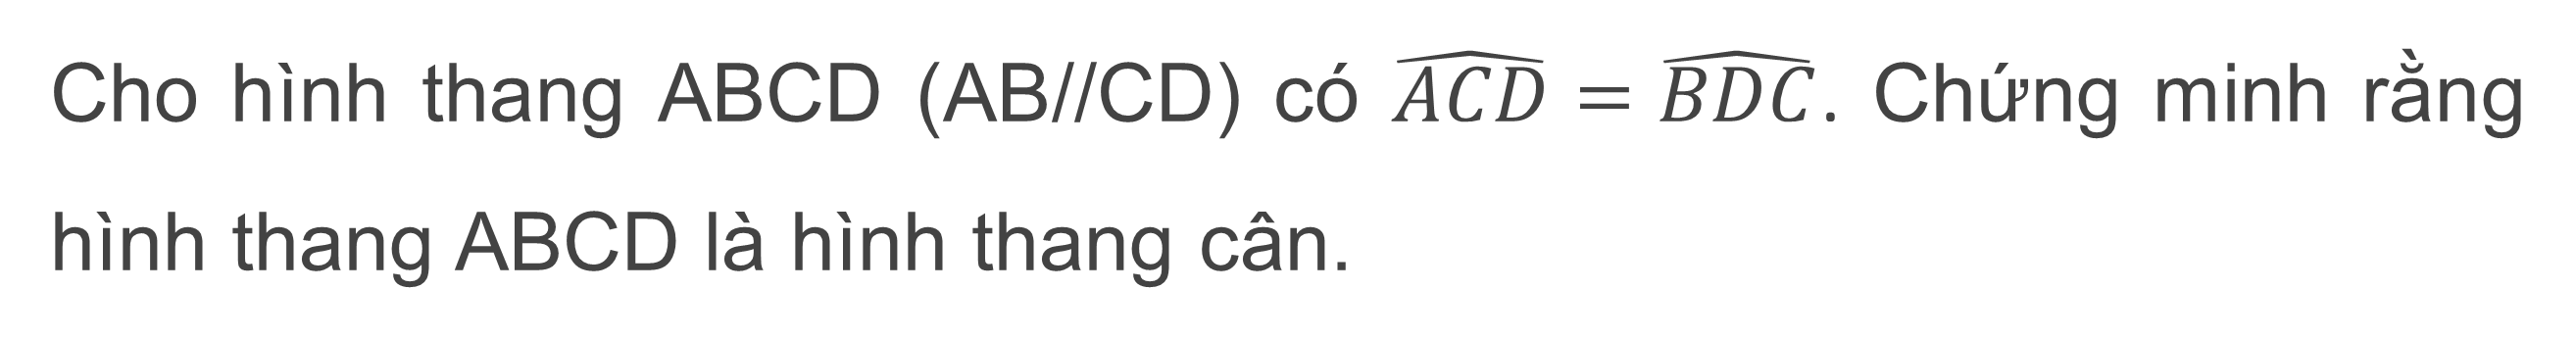 Cho hình thang ABCD (AB//CD) có $\widehat{ACD} = \widehat{BDC}$. Chứng minh rằng
hình thang ABCD là hình thang cân.